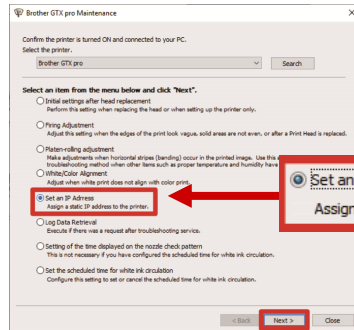 Brother GTX pro Maintenance
Confirm the printer is turned ON and connected to your PC.
Select the printer.
Brother GTX pro
Search
Select an item from the menu below and click "Next".
Initial settings after head replacement
Perform this setting when replacing the head or when setting up the printer only.
Firing Adjustment
Adjust this setting when the edges of the print look vague, solid areas are not even, or after a Print Head is replaced.
Platen-rolling adjustment
Make adjustments when horizontal stripes (banding) occur in the printed image. Use this
troubleshooting method when other items such as proper temperature and humidity have
White/Color Alignment
Adjust when white print does not align with color print.
Set an IP Address
Assign a static IP address to the printer.
Set an
Assign
Log Data Retrieval
Execute if there was a request after troubleshooting service.
Setting of the time displayed on the nozzle check pattern
This is not necessary if you have configured the scheduled time for white ink circulation.
Set the scheduled time for white ink circulation
Configure this setting to set or cancel the scheduled time for white ink circulation.
< Back
Next >
Close